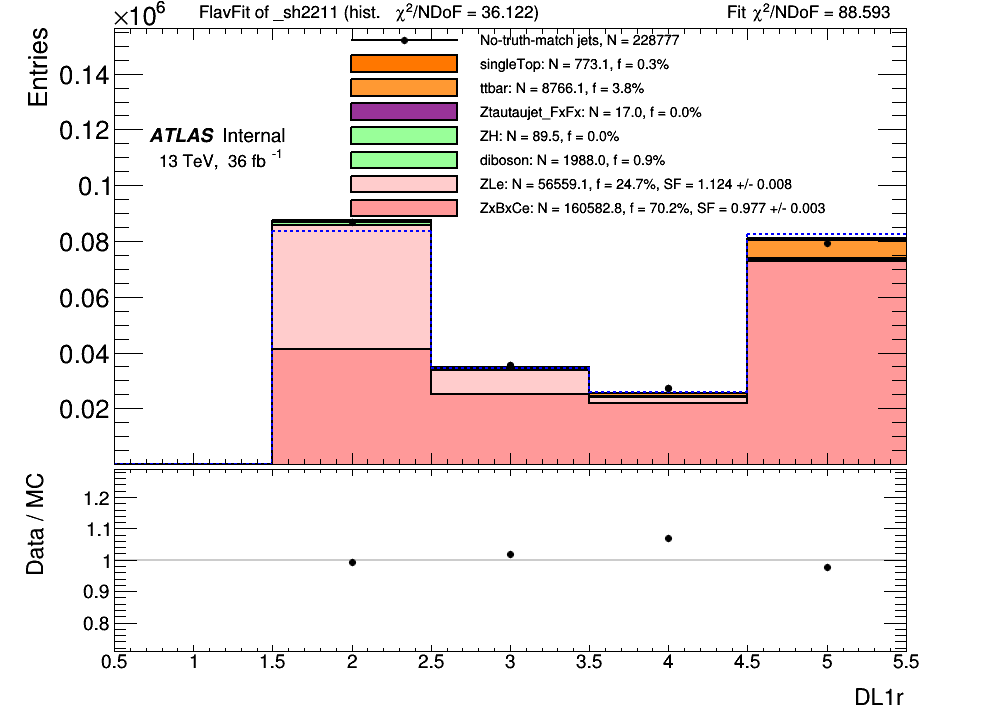 ×10⁶ FlavFit of _sh2211 (hist. χ²/NDoF = 36.122) Fit χ²/NDoF = 88.593
Entries
No-truth-match jets, N = 228777
singleTop: N = 773.1, f = 0.3%
ttbar: N = 8766.1, f = 3.8%
Ztautaujet_FxFx: N = 17.0, f = 0.0%
ZH: N = 89.5, f = 0.0%
diboson: N = 1988.0, f = 0.9%
ZLe: N = 56559.1, f = 24.7%, SF = 1.124 +/- 0.008
ZxBxCe: N = 160582.8, f = 70.2%, SF = 0.977 +/- 0.003
ATLAS Internal
13 TeV, 36 fb⁻¹
0.14
0.12
0.1
0.08
0.06
0.04
0.02
Data / MC
1.2
1.1
1
0.9
0.8
0.5 1 1.5 2 2.5 3 3.5 4 4.5 5 5.5
DL1r